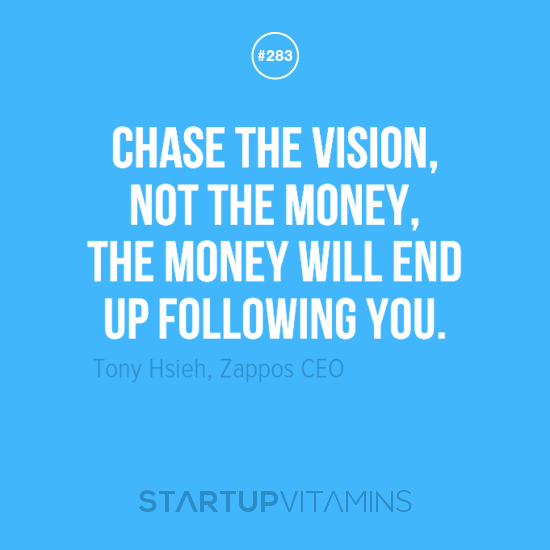 #283
CHASE THE VISION,
NOT THE MONEY,
THE MONEY WILL END
UP FOLLOWING YOU.
Tony Hsieh, Zappos CEO
STARTUPVITAMINS